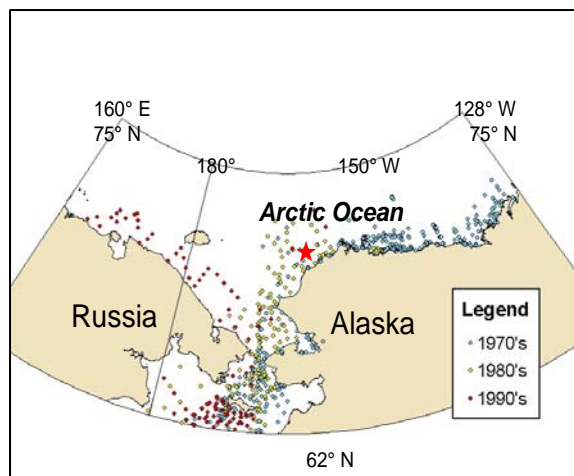 160° E
75° N
128° W
75° N
180°
150° W
Arctic Ocean
Russia
Alaska
Legend
1970's
1980's
1990's
62° N